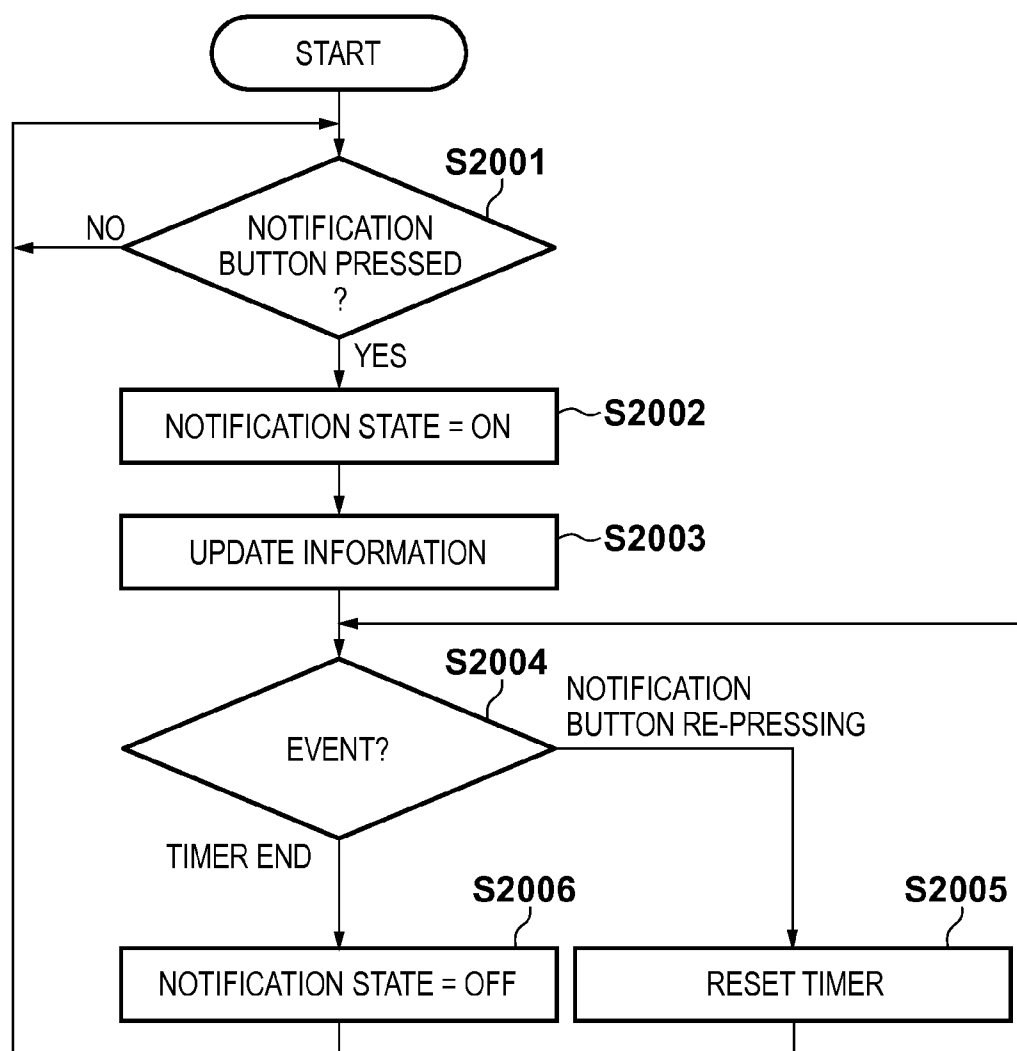 START
S2001
NO
NOTIFICATION
BUTTON PRESSED
?
YES
NOTIFICATION STATE = ON
S2002
UPDATE INFORMATION
S2003
S2004
NOTIFICATION
BUTTON RE-PRESSING
EVENT?
TIMER END
S2006
S2005
NOTIFICATION STATE = OFF
RESET TIMER